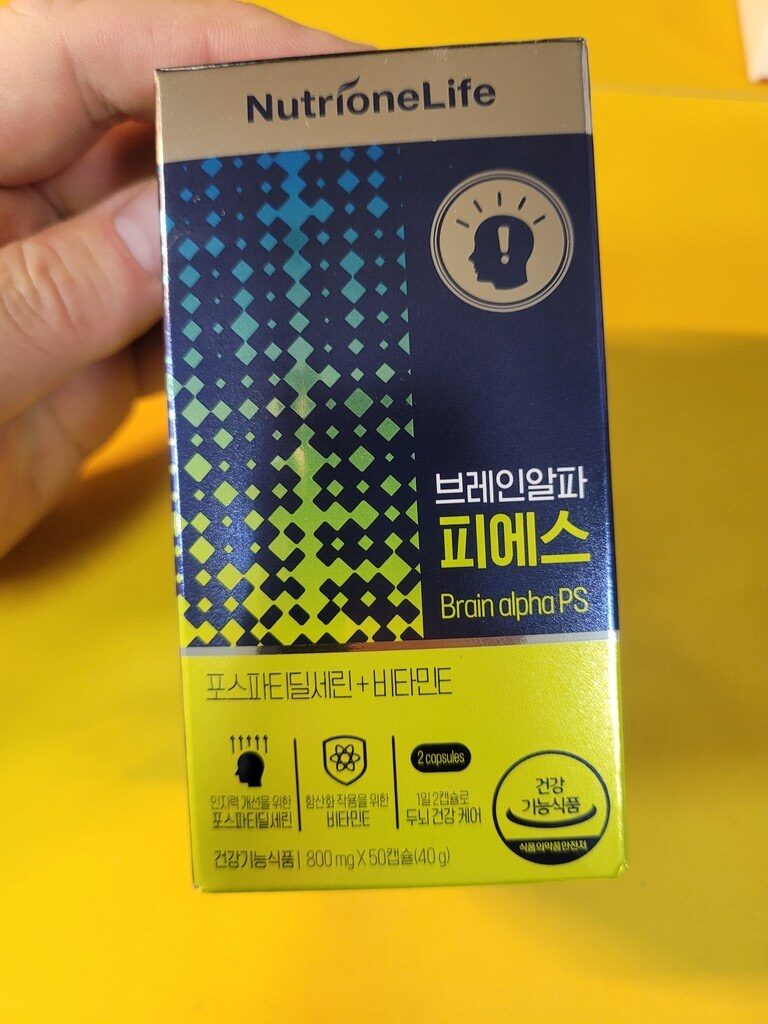 NutrioneLife
브레인알파
피에스
Brain alpha PS
포스파티딜세린+비타민E
인지력 개선을 위한
포스파티딜세린
항산화 작용을 위한
비타민E
2 capsules
1일 2캡슐로
두뇌 건강 케어
건강
기능식품
식품의약품안전처
건강기능식품 | 800 mg X 50캡슐(40 g)